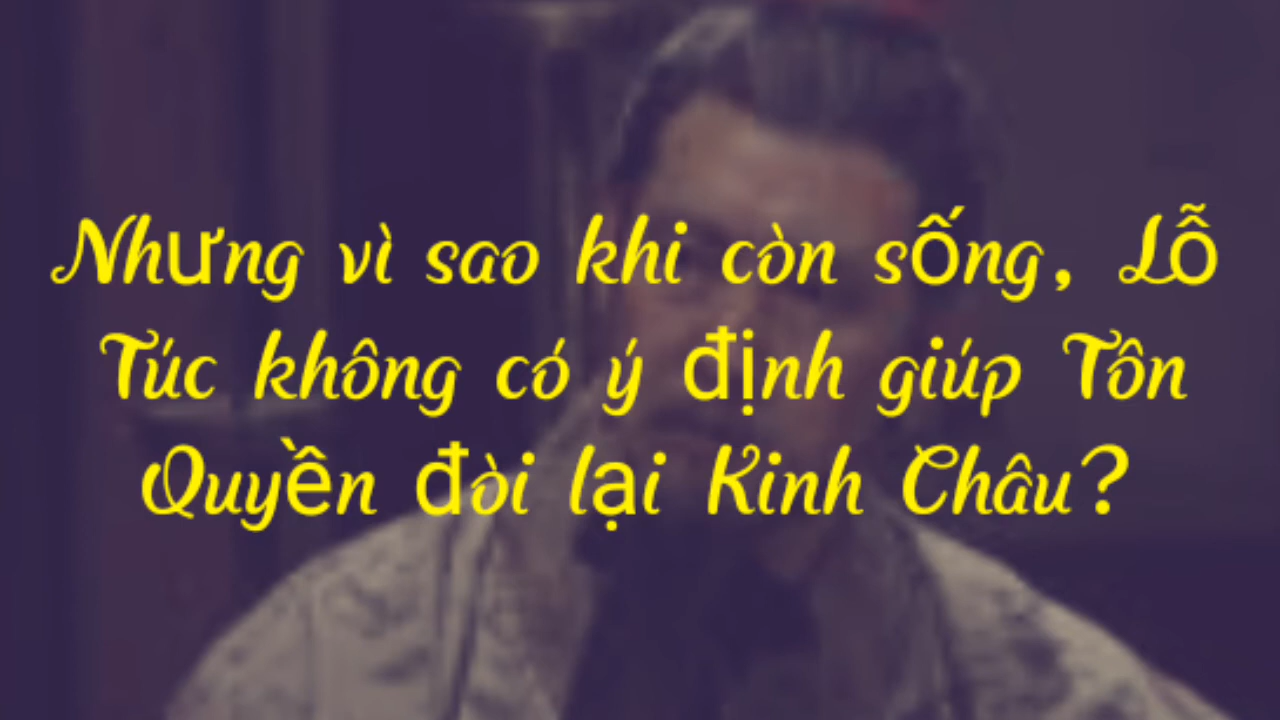 Nhưng vì sao khi còn sống, Lỗ
Túc không có ý định giúp Tôn
Quyền đòi lại Kinh Châu?